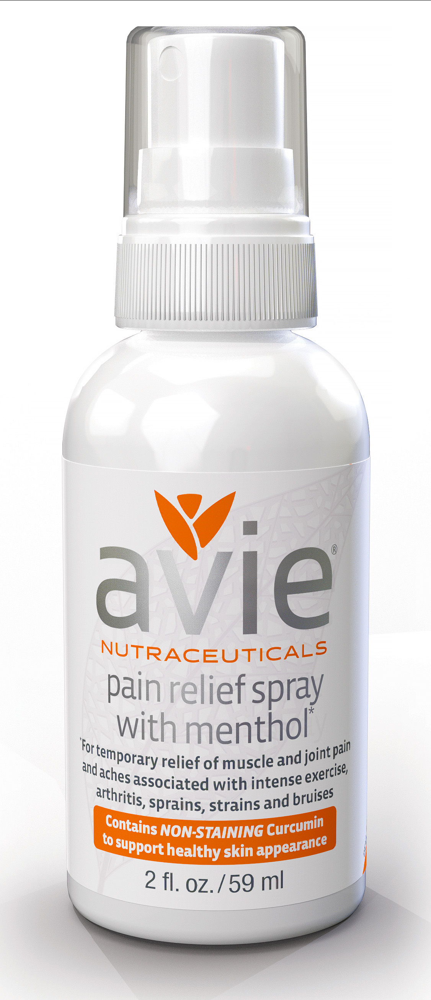 avie®
NUTRACEUTICALS
pain relief spray
with menthol*
*For temporary relief of muscle and joint pain
and aches associated with intense exercise,
arthritis, sprains, strains and bruises
Contains NON-STAINING Curcumin
to support healthy skin appearance
2 fl. oz. / 59 ml